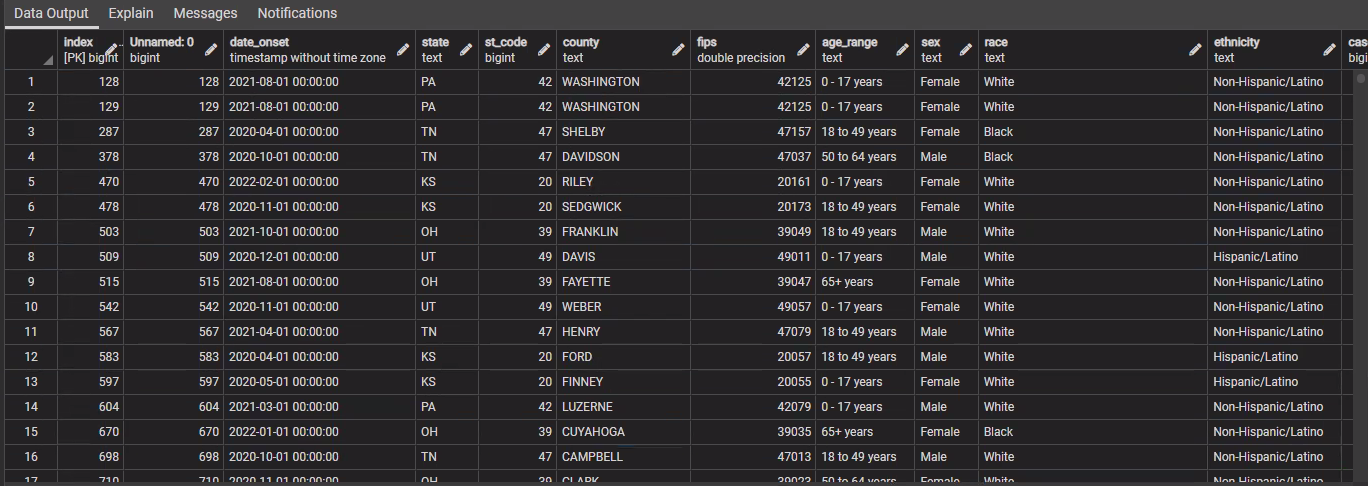 Data Output Explain Messages Notifications
index Unnamed: 0 date_onset state st_code county fips age_range sex race ethnicity cas
[PK] bigint bigint timestamp without time zone text bigint text double precision text text text text bigi
1 128 128 2021-08-01 00:00:00 PA 42 WASHINGTON 42125 0 - 17 years Female White Non-Hispanic/Latino
2 129 129 2021-08-01 00:00:00 PA 42 WASHINGTON 42125 0 - 17 years Female White Non-Hispanic/Latino
3 287 287 2020-04-01 00:00:00 TN 47 SHELBY 47157 18 to 49 years Female Black Non-Hispanic/Latino
4 378 378 2020-10-01 00:00:00 TN 47 DAVIDSON 47037 50 to 64 years Male Black Non-Hispanic/Latino
5 470 470 2022-02-01 00:00:00 KS 20 RILEY 20161 0 - 17 years Female White Non-Hispanic/Latino
6 478 478 2020-11-01 00:00:00 KS 20 SEDGWICK 20173 18 to 49 years Female White Non-Hispanic/Latino
7 503 503 2021-10-01 00:00:00 OH 39 FRANKLIN 39049 18 to 49 years Male White Non-Hispanic/Latino
8 509 509 2020-12-01 00:00:00 UT 49 DAVIS 49011 0 - 17 years Male White Hispanic/Latino
9 515 515 2021-08-01 00:00:00 OH 39 FAYETTE 39047 65+ years Female White Non-Hispanic/Latino
10 542 542 2020-11-01 00:00:00 UT 49 WEBER 49057 0 - 17 years Female White Non-Hispanic/Latino
11 567 567 2021-04-01 00:00:00 TN 47 HENRY 47079 18 to 49 years Male White Non-Hispanic/Latino
12 583 583 2020-04-01 00:00:00 KS 20 FORD 20057 18 to 49 years Male White Hispanic/Latino
13 597 597 2020-05-01 00:00:00 KS 20 FINNEY 20055 0 - 17 years Female White Hispanic/Latino
14 604 604 2021-03-01 00:00:00 PA 42 LUZERNE 42079 0 - 17 years Male White Non-Hispanic/Latino
15 670 670 2022-01-01 00:00:00 OH 39 CUYAHOGA 39035 65+ years Female Black Non-Hispanic/Latino
16 698 698 2020-10-01 00:00:00 TN 47 CAMPBELL 47013 18 to 49 years Male White Non-Hispanic/Latino
17 710 710 2020-11-01 00:00:00 OH 39 CLARK 39023 50 to 64 years Female White Non-Hispanic/Latino